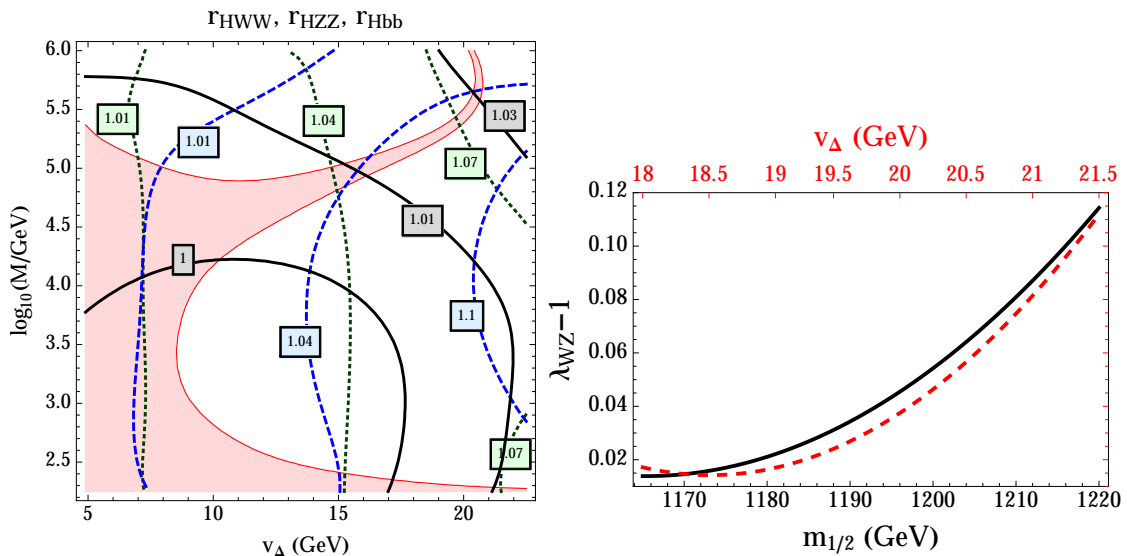 r_HWW, r_HZZ, r_Hbb
log₁₀(M/GeV)
6.0
5.5
5.0
4.5
4.0
3.5
3.0
2.5
1.01
1.01
1.04
1.03
1.07
1.01
1
1.1
1.04
1.07
5 10 15 20
v_Δ (GeV)
v_Δ (GeV)
18 18.5 19 19.5 20 20.5 21 21.5
λ_WZ−1
0.12
0.10
0.08
0.06
0.04
0.02
1170 1180 1190 1200 1210 1220
m_1/2 (GeV)